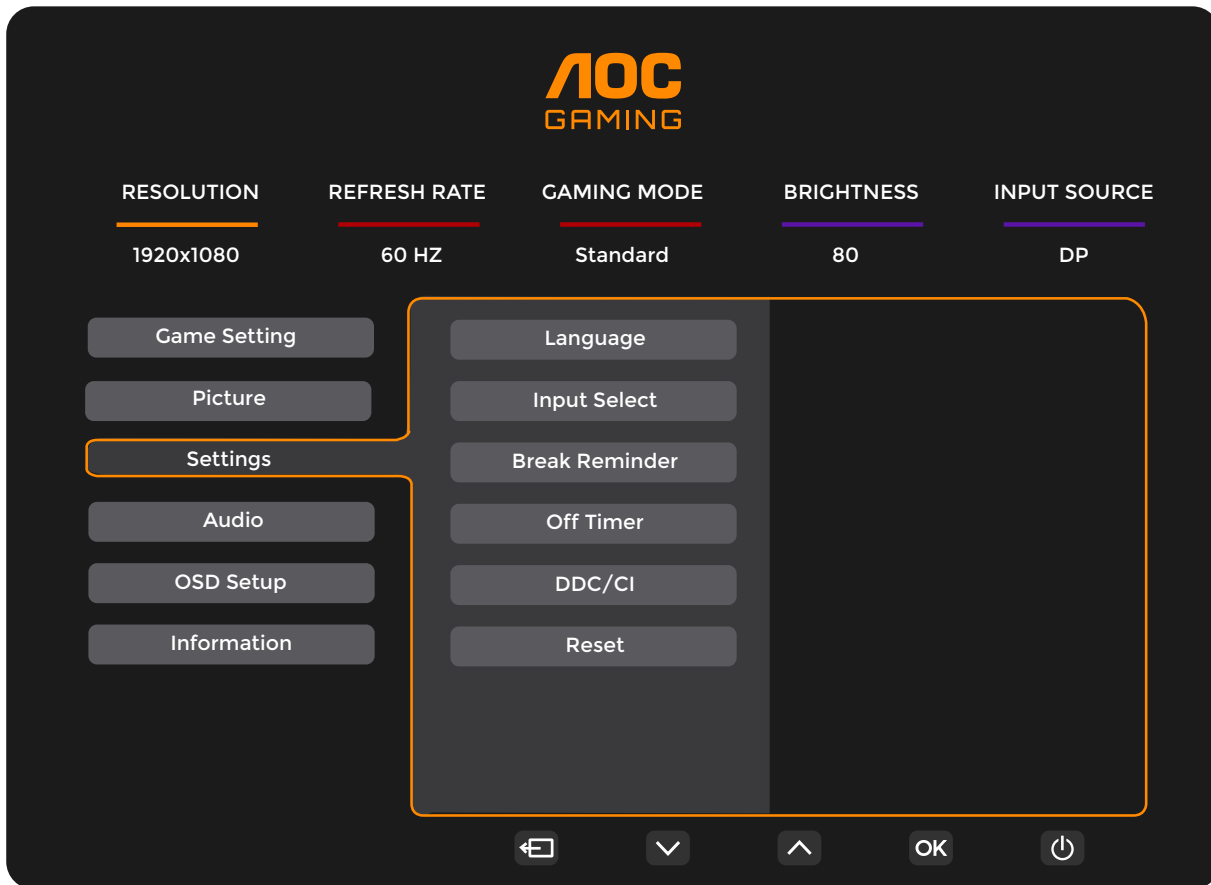 AOC
GAMING
RESOLUTION REFRESH RATE GAMING MODE BRIGHTNESS INPUT SOURCE
1920x1080 60 HZ Standard 80 DP
Game Setting
Picture
Settings
Audio
OSD Setup
Information
Language
Input Select
Break Reminder
Off Timer
DDC/CI
Reset
OK